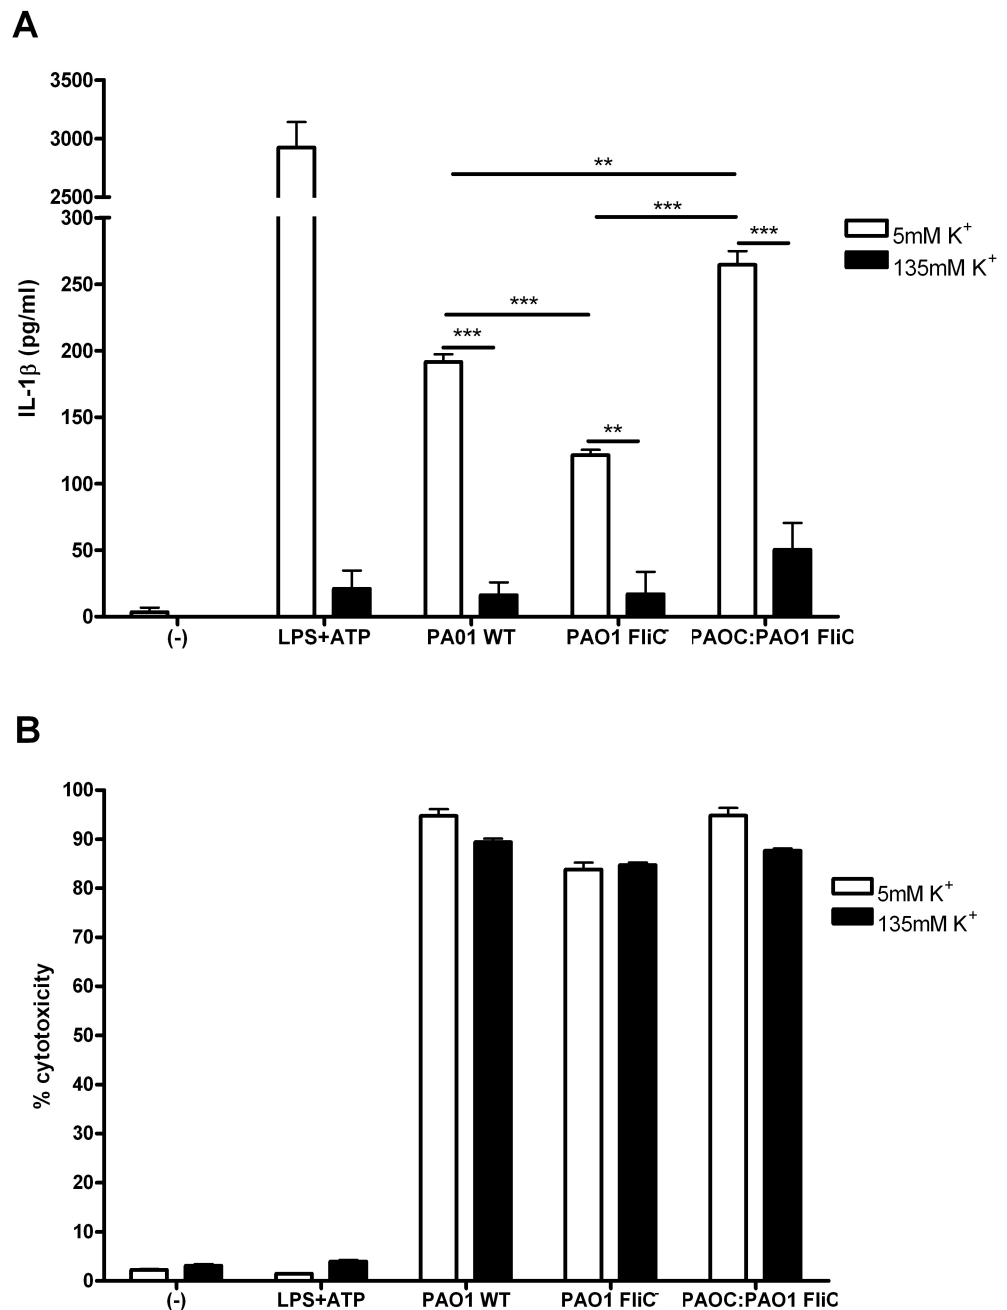 A
3500
3000
2500
300
250
200
150
100
50
0
IL-1β (pg/ml)
**
***
***
***
***
**
5mM K+
135mM K+
(-)
LPS+ATP
PA01 WT
PAO1 FliC-
PAOC:PAO1 FliC
B
100
90
80
70
60
50
40
30
20
10
0
% cytotoxicity
5mM K+
135mM K+
(-)
LPS+ATP
PAO1 WT
PAO1 FliC-
PAOC:PAO1 FliC